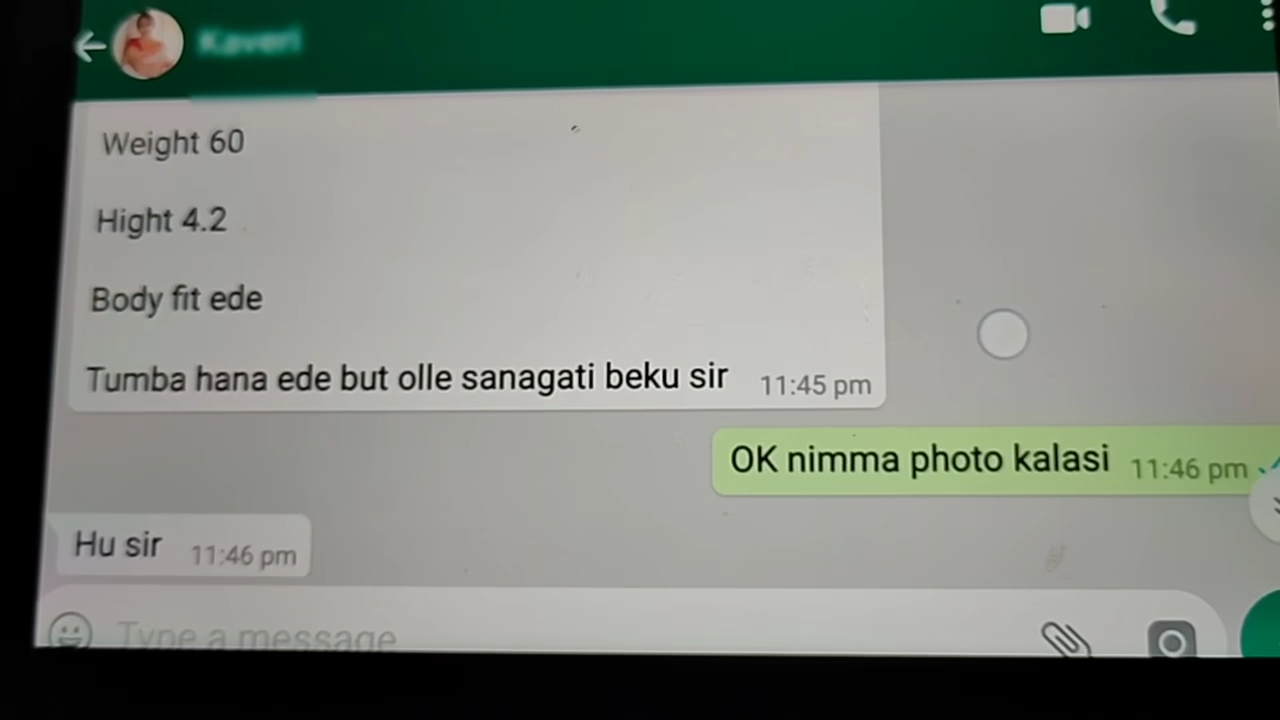 Kaveri
Weight 60
Hight 4.2
Body fit ede
Tumba hana ede but olle sanagati beku sir 11:45 pm
OK nimma photo kalasi 11:46 pm
Hu sir 11:46 pm
Type a message